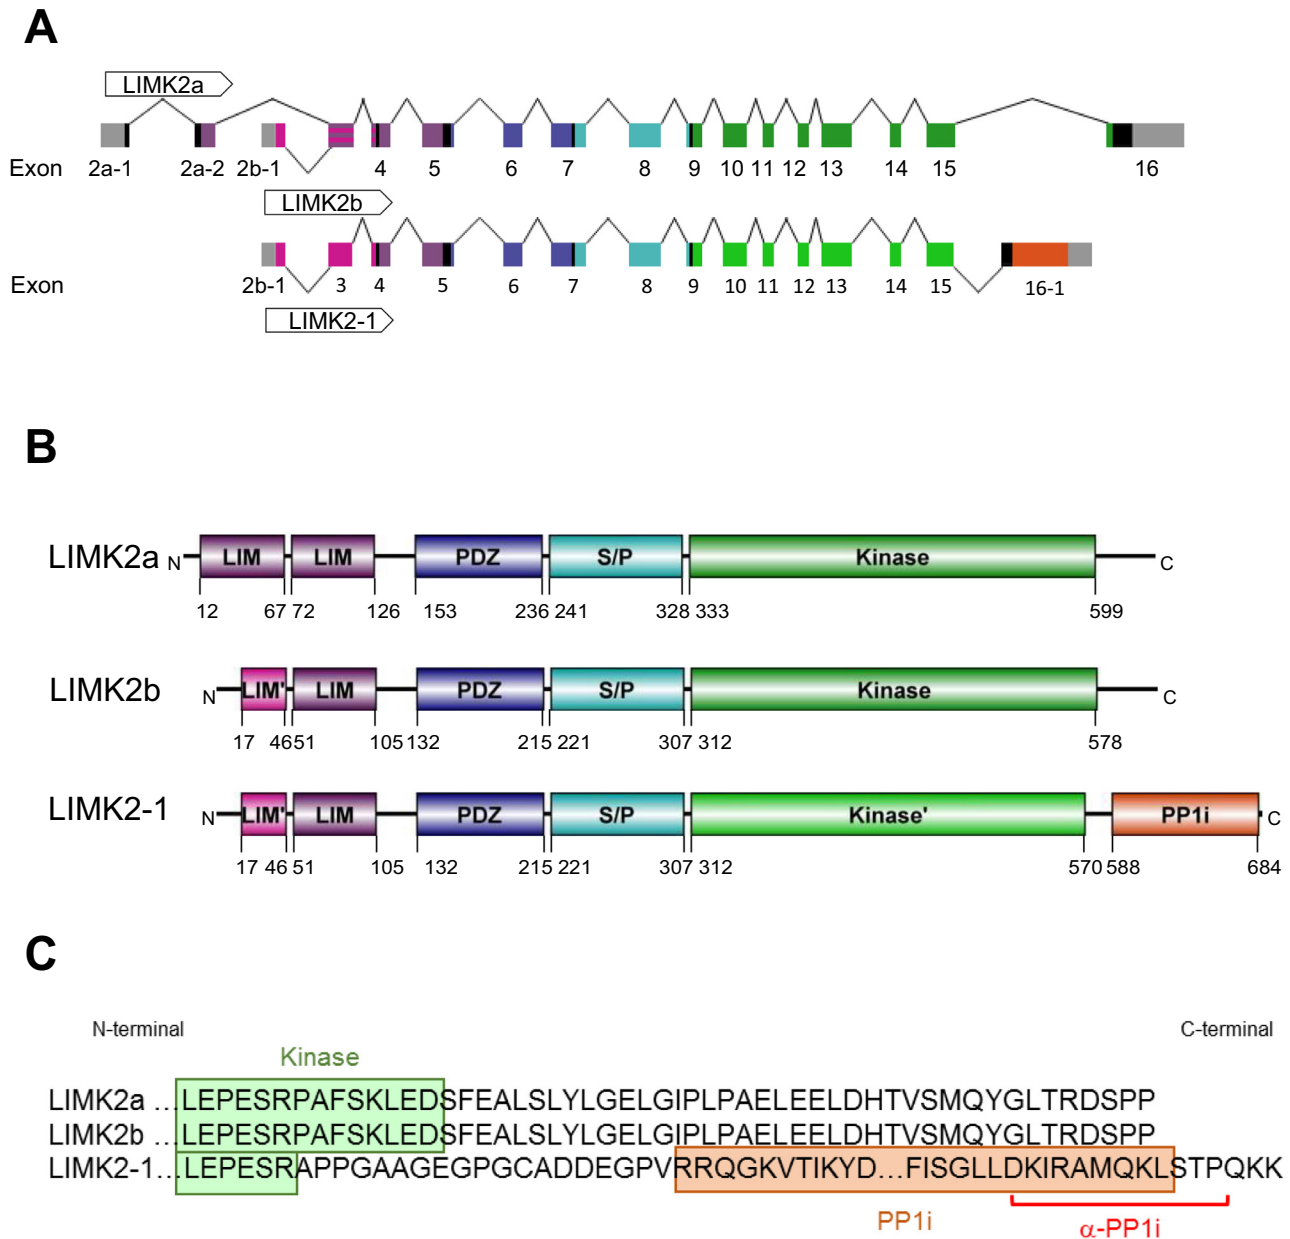 A
LIMK2a
Exon 2a-1 2a-2 2b-1 4 5 6 7 8 9 10 11 12 13 14 15 16
LIMK2b
Exon 2b-1 3 4 5 6 7 8 9 10 11 12 13 14 15 16-1
LIMK2-1
B
LIMK2a N LIM LIM PDZ S/P Kinase C
12 67 72 126 153 236 241 328 333 599
LIMK2b N LIM' LIM PDZ S/P Kinase C
17 46 51 105 132 215 221 307 312 578
LIMK2-1 N LIM' LIM PDZ S/P Kinase' PP1i C
17 46 51 105 132 215 221 307 312 570 588 684
C
N-terminal C-terminal
Kinase
LIMK2a ...LEPESRPAFSKLEDSFEALSLYLGELGIPLPAELEELDHTVSMQYGLTRDSPP
LIMK2b ...LEPESRPAFSKLEDSFEALSLYLGELGIPLPAELEELDHTVSMQYGLTRDSPP
LIMK2-1...LEPESRAPPGAAGEGPGCADDEGPVRRQGKVTIKYD...FISGLLDKIRAMQKLSTPQKK
PP1i α-PP1i